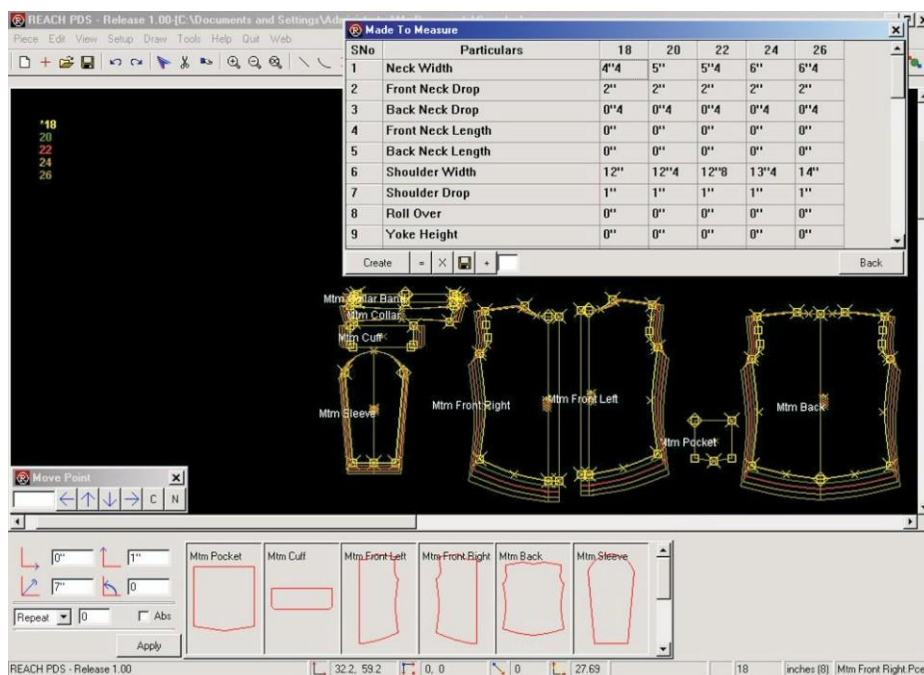 REACH PDS - Release 1.00-[C:\Documents and Settings\
Piece Edit View Setup Draw Tools Help Quit Web
Made To Measure
SNo Particulars 18 20 22 24 26
1 Neck Width 4"4 5" 5"4 6" 6"4
2 Front Neck Drop 2" 2" 2" 2" 2"
3 Back Neck Drop 0"4 0"4 0"4 0"4 0"4
4 Front Neck Length 0" 0" 0" 0" 0"
5 Back Neck Length 0" 0" 0" 0" 0"
6 Shoulder Width 12" 12"4 12"8 13"4 14"
7 Shoulder Drop 1" 1" 1" 1" 1"
8 Roll Over 0" 0" 0" 0" 0"
9 Yoke Height 0" 0" 0" 0" 0"
Create = X + Back
*18
20
22
24
26
Mtm Collar Band
Mtm Collar
Mtm Cuff
Mtm Sleeve
Mtm Front Right
Mtm Front Left
Mtm Pocket
Mtm Back
Move Point
C N
0" 1"
7" 0
Repeat 0 Abs
Apply
Mtm Pocket Mtm Cuff Mtm Front Left Mtm Front Right Mtm Back Mtm Sleeve
REACH PDS - Release 1.00 32.2, 59.2 0, 0 0 27.69 18 inches (8) Mtm Front Right.Pce